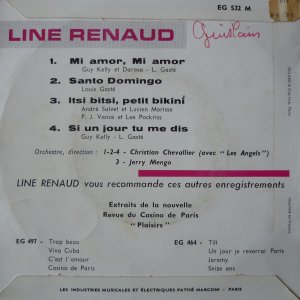 EG 532 M
LINE RENAUD
1. Mi amor, Mi amor
Guy Kelly et Darosa - L. Gasté
2. Santo Domingo
Louis Gasté
3. Itsi bitsi, petit bikini
André Salvet et Lucien Morisse
P. J. Vance et Lee Pockriss
4. Si un jour tu me dis
Guy Kelly - L. Gasté
Orchestre, direction : 1-2-4 - Christian Chevallier (avec "Les Angels")
3 - Jerry Mengo
LINE RENAUD vous recommande ces autres enregistrements
Extraits de la nouvelle
Revue du Casino de Paris
"Plaisirs"
EG 497 - Trop beau
Viva Cuba
C'est l'amour
Casino de Paris
EG 464 - Tilt
Un jour je reverrai Paris
Jeremy
Seize ans
LES INDUSTRIES MUSICALES ET ÉLECTRIQUES PATHÉ MARCONI - PARIS